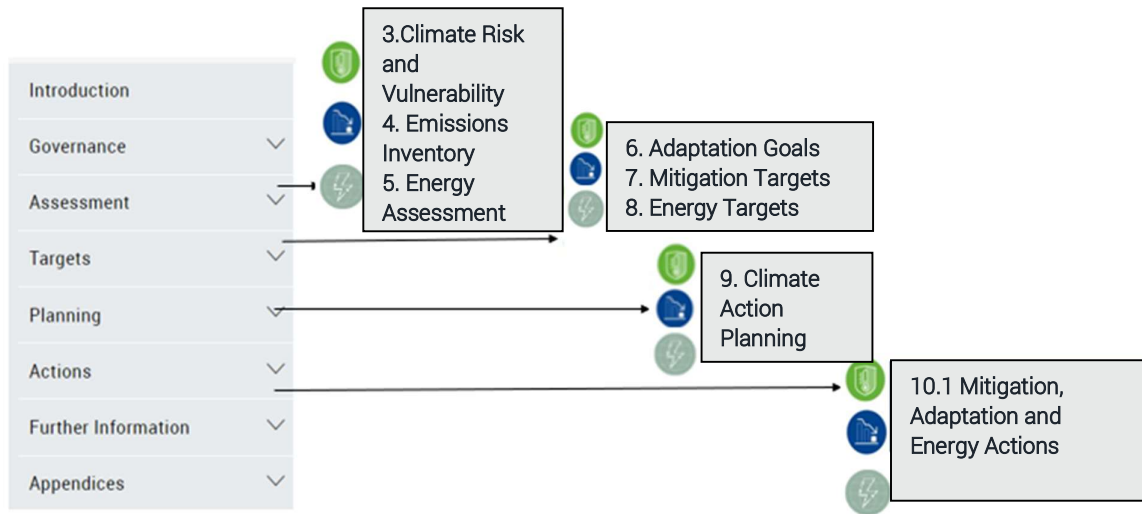 Introduction
Governance
Assessment
Targets
Planning
Actions
Further Information
Appendices
3.Climate Risk
and
Vulnerability
4. Emissions
Inventory
5. Energy
Assessment
6. Adaptation Goals
7. Mitigation Targets
8. Energy Targets
9. Climate
Action
Planning
10.1 Mitigation,
Adaptation and
Energy Actions